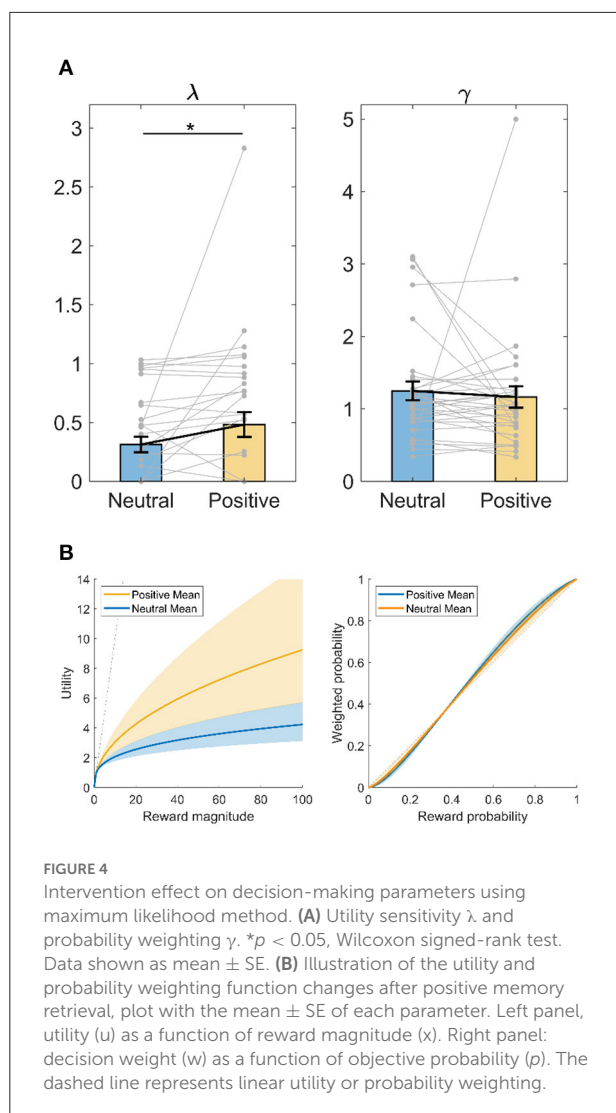 A
λ
γ
*
3
2.5
2
1.5
1
0.5
0
Neutral Positive
5
4
3
2
1
0
Neutral Positive
B
Positive Mean
Neutral Mean
Utility
14
12
10
8
6
4
2
0
0 20 40 60 80 100
Reward magnitude
Positive Mean
Neutral Mean
Weighted probability
1
0.8
0.6
0.4
0.2
0
0 0.2 0.4 0.6 0.8 1
Reward probability
FIGURE 4
Intervention effect on decision-making parameters using
maximum likelihood method. (A) Utility sensitivity λ and
probability weighting γ. *p < 0.05, Wilcoxon signed-rank test.
Data shown as mean ± SE. (B) Illustration of the utility and
probability weighting function changes after positive memory
retrieval, plot with the mean ± SE of each parameter. Left panel,
utility (u) as a function of reward magnitude (x). Right panel:
decision weight (w) as a function of objective probability (p). The
dashed line represents linear utility or probability weighting.